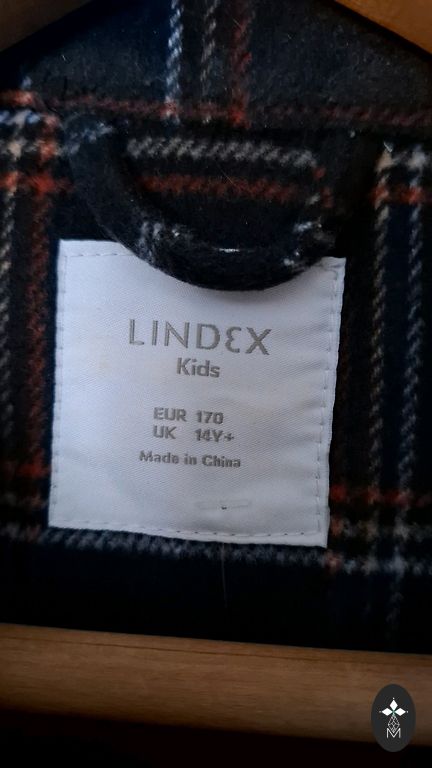 LINDEX
Kids
EUR 170
UK 14Y+
Made in China
M